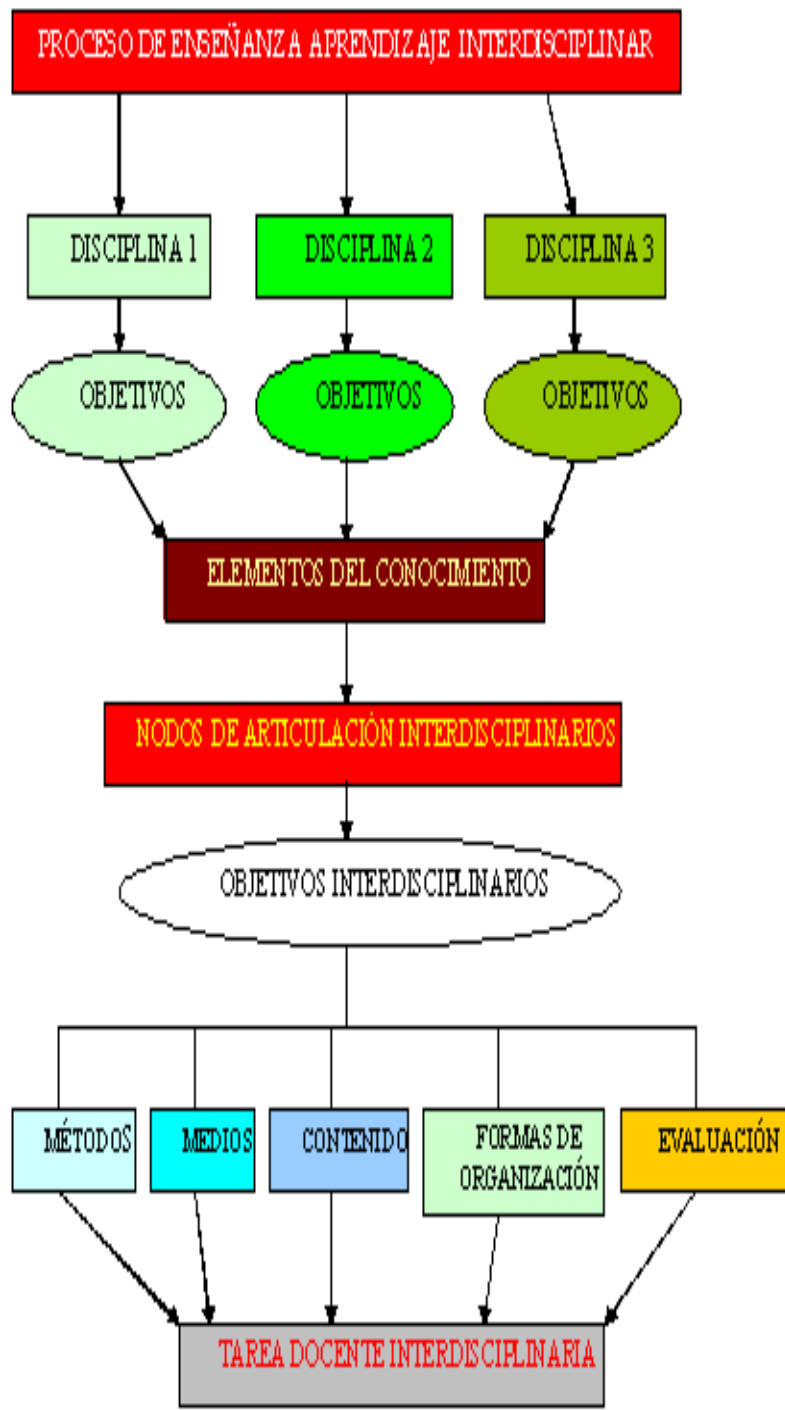 PROCESO DE ENSEÑANZA APRENDIZAJE INTERDISCIPLINAR
DISCIPLINA 1
DISCIPLINA 2
DISCIPLINA 3
OBJETIVOS
OBJETIVOS
OBJETIVOS
ELEMENTOS DEL CONOCIMIENTO
NODOS DE ARTICULACIÓN INTERDISCIPLINARIOS
OBJETIVOS INTERDISCIPLINARIOS
MÉTODOS
MEDIOS
CONTENIDO
FORMAS DE
ORGANIZACIÓN
EVALUACIÓN
TAREA DOCENTE INTERDISCIPLINARIA